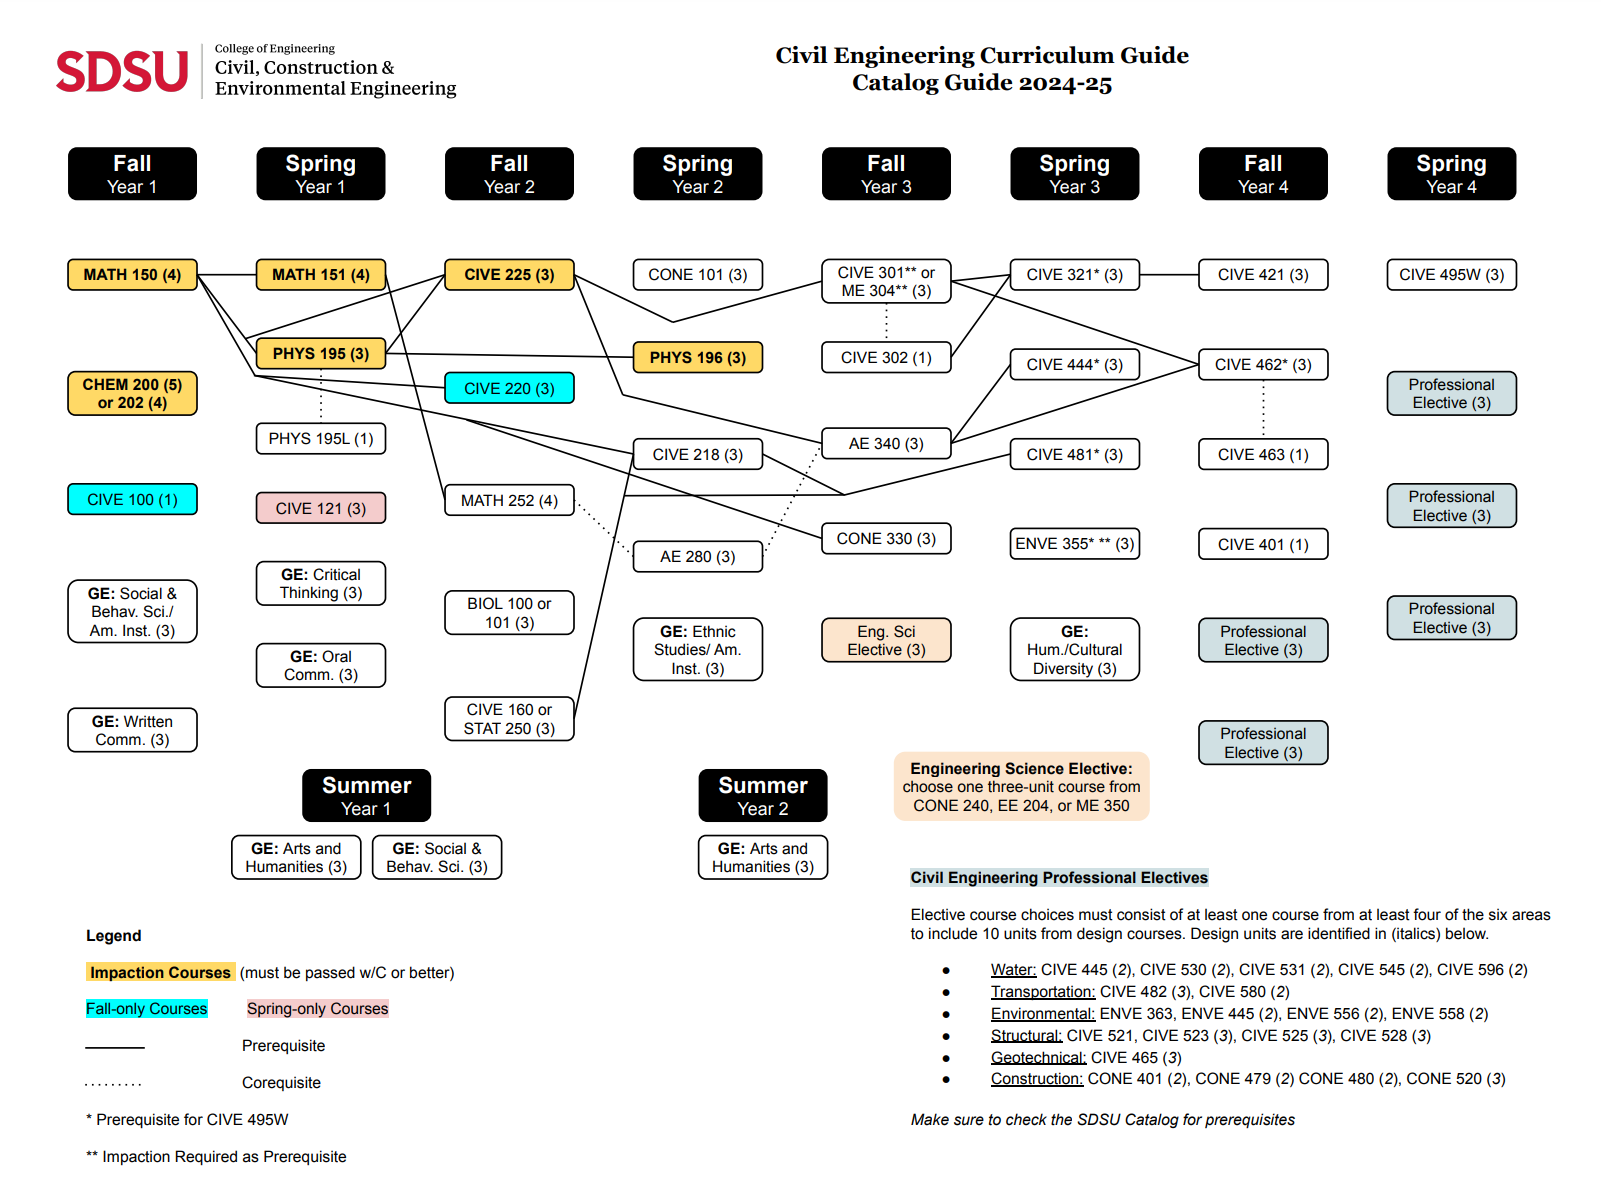 SDSU
College of Engineering
Civil, Construction &
Environmental Engineering
Civil Engineering Curriculum Guide
Catalog Guide 2024-25
Fall
Year 1
Spring
Year 1
Fall
Year 2
Spring
Year 2
Fall
Year 3
Spring
Year 3
Fall
Year 4
Spring
Year 4
MATH 150 (4)
CHEM 200 (5)
or 202 (4)
CIVE 100 (1)
GE: Social &
Behav. Sci./
Am. Inst. (3)
GE: Written
Comm. (3)
MATH 151 (4)
PHYS 195 (3)
PHYS 195L (1)
CIVE 121 (3)
GE: Critical
Thinking (3)
GE: Oral
Comm. (3)
CIVE 225 (3)
CIVE 220 (3)
MATH 252 (4)
BIOL 100 or
101 (3)
CIVE 160 or
STAT 250 (3)
CONE 101 (3)
PHYS 196 (3)
CIVE 218 (3)
AE 280 (3)
GE: Ethnic
Studies/ Am.
Inst. (3)
CIVE 301** or
ME 304** (3)
CIVE 302 (1)
AE 340 (3)
CONE 330 (3)
Eng. Sci
Elective (3)
CIVE 321* (3)
CIVE 444* (3)
CIVE 481* (3)
ENVE 355* ** (3)
GE:
Hum./Cultural
Diversity (3)
CIVE 421 (3)
CIVE 462* (3)
CIVE 463 (1)
CIVE 401 (1)
Professional
Elective (3)
Professional
Elective (3)
CIVE 495W (3)
Professional
Elective (3)
Professional
Elective (3)
Professional
Elective (3)
Summer
Year 1
GE: Arts and
Humanities (3)
GE: Social &
Behav. Sci. (3)
Summer
Year 2
GE: Arts and
Humanities (3)
Engineering Science Elective:
choose one three-unit course from
CONE 240, EE 204, or ME 350
Legend
Impaction Courses (must be passed w/C or better)
Fall-only Courses Spring-only Courses
Prerequisite
Corequisite
* Prerequisite for CIVE 495W
** Impaction Required as Prerequisite
Civil Engineering Professional Electives
Elective course choices must consist of at least one course from at least four of the six areas
to include 10 units from design courses. Design units are identified in (italics) below.
● Water: CIVE 445 (2), CIVE 530 (2), CIVE 531 (2), CIVE 545 (2), CIVE 596 (2)
● Transportation: CIVE 482 (3), CIVE 580 (2)
● Environmental: ENVE 363, ENVE 445 (2), ENVE 556 (2), ENVE 558 (2)
● Structural: CIVE 521, CIVE 523 (3), CIVE 525 (3), CIVE 528 (3)
● Geotechnical: CIVE 465 (3)
● Construction: CONE 401 (2), CONE 479 (2) CONE 480 (2), CONE 520 (3)
Make sure to check the SDSU Catalog for prerequisites